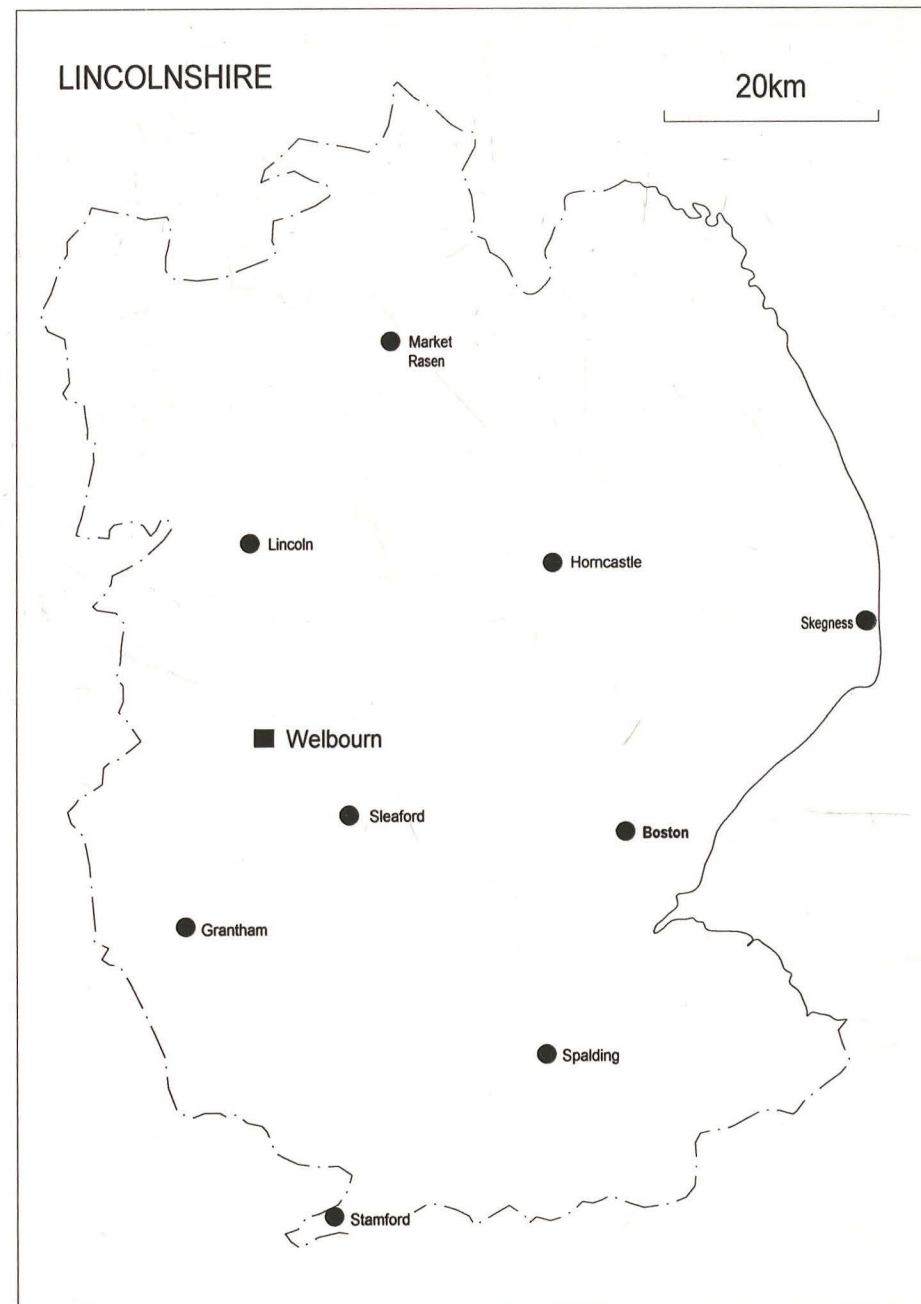 LINCOLNSHIRE
20km
Market
Rasen
Lincoln
Horncastle
Skegness
Welbourn
Sleaford
Boston
Grantham
Spalding
Stamford